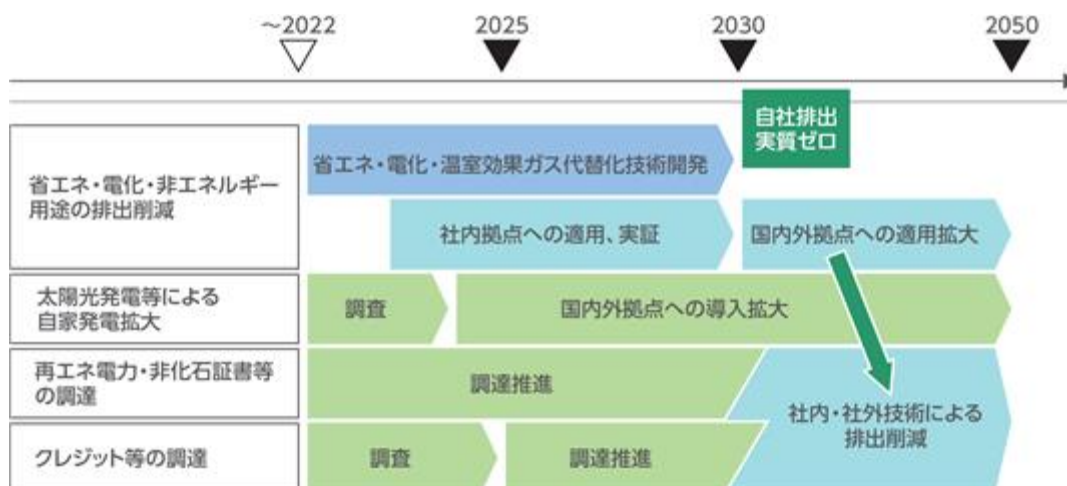 ～2022
2025
2030
2050
自社排出
実質ゼロ
省エネ・電化・非エネルギー
用途の排出削減
省エネ・電化・温室効果ガス代替化技術開発
社内拠点への適用、実証
国内外拠点への適用拡大
太陽光発電等による
自家発電拡大
調査
国内外拠点への導入拡大
再エネ電力・非化石証書等
の調達
調達推進
社内・社外技術による
排出削減
クレジット等の調達
調査
調達推進